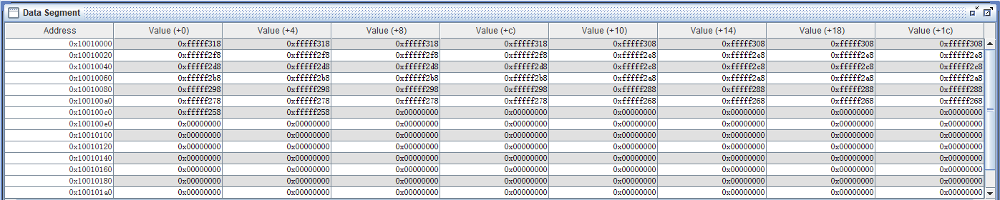 Data Segment
Address Value (+0) Value (+4) Value (+8) Value (+c) Value (+10) Value (+14) Value (+18) Value (+1c)
0x10010000 0xfffff318 0xfffff318 0xfffff318 0xfffff318 0xfffff308 0xfffff308 0xfffff308 0xfffff308
0x10010020 0xfffff2f8 0xfffff2f8 0xfffff2f8 0xfffff2f8 0xfffff2e8 0xfffff2e8 0xfffff2e8 0xfffff2e8
0x10010040 0xfffff2d8 0xfffff2d8 0xfffff2d8 0xfffff2d8 0xfffff2c8 0xfffff2c8 0xfffff2c8 0xfffff2c8
0x10010060 0xfffff2b8 0xfffff2b8 0xfffff2b8 0xfffff2b8 0xfffff2a8 0xfffff2a8 0xfffff2a8 0xfffff2a8
0x10010080 0xfffff298 0xfffff298 0xfffff298 0xfffff298 0xfffff288 0xfffff288 0xfffff288 0xfffff288
0x100100a0 0xfffff278 0xfffff278 0xfffff278 0xfffff278 0xfffff268 0xfffff268 0xfffff268 0xfffff268
0x100100c0 0xfffff258 0xfffff258 0x00000000 0x00000000 0x00000000 0x00000000 0x00000000 0x00000000
0x100100e0 0x00000000 0x00000000 0x00000000 0x00000000 0x00000000 0x00000000 0x00000000 0x00000000
0x10010100 0x00000000 0x00000000 0x00000000 0x00000000 0x00000000 0x00000000 0x00000000 0x00000000
0x10010120 0x00000000 0x00000000 0x00000000 0x00000000 0x00000000 0x00000000 0x00000000 0x00000000
0x10010140 0x00000000 0x00000000 0x00000000 0x00000000 0x00000000 0x00000000 0x00000000 0x00000000
0x10010160 0x00000000 0x00000000 0x00000000 0x00000000 0x00000000 0x00000000 0x00000000 0x00000000
0x10010180 0x00000000 0x00000000 0x00000000 0x00000000 0x00000000 0x00000000 0x00000000 0x00000000
0x100101a0 0x00000000 0x00000000 0x00000000 0x00000000 0x00000000 0x00000000 0x00000000 0x00000000